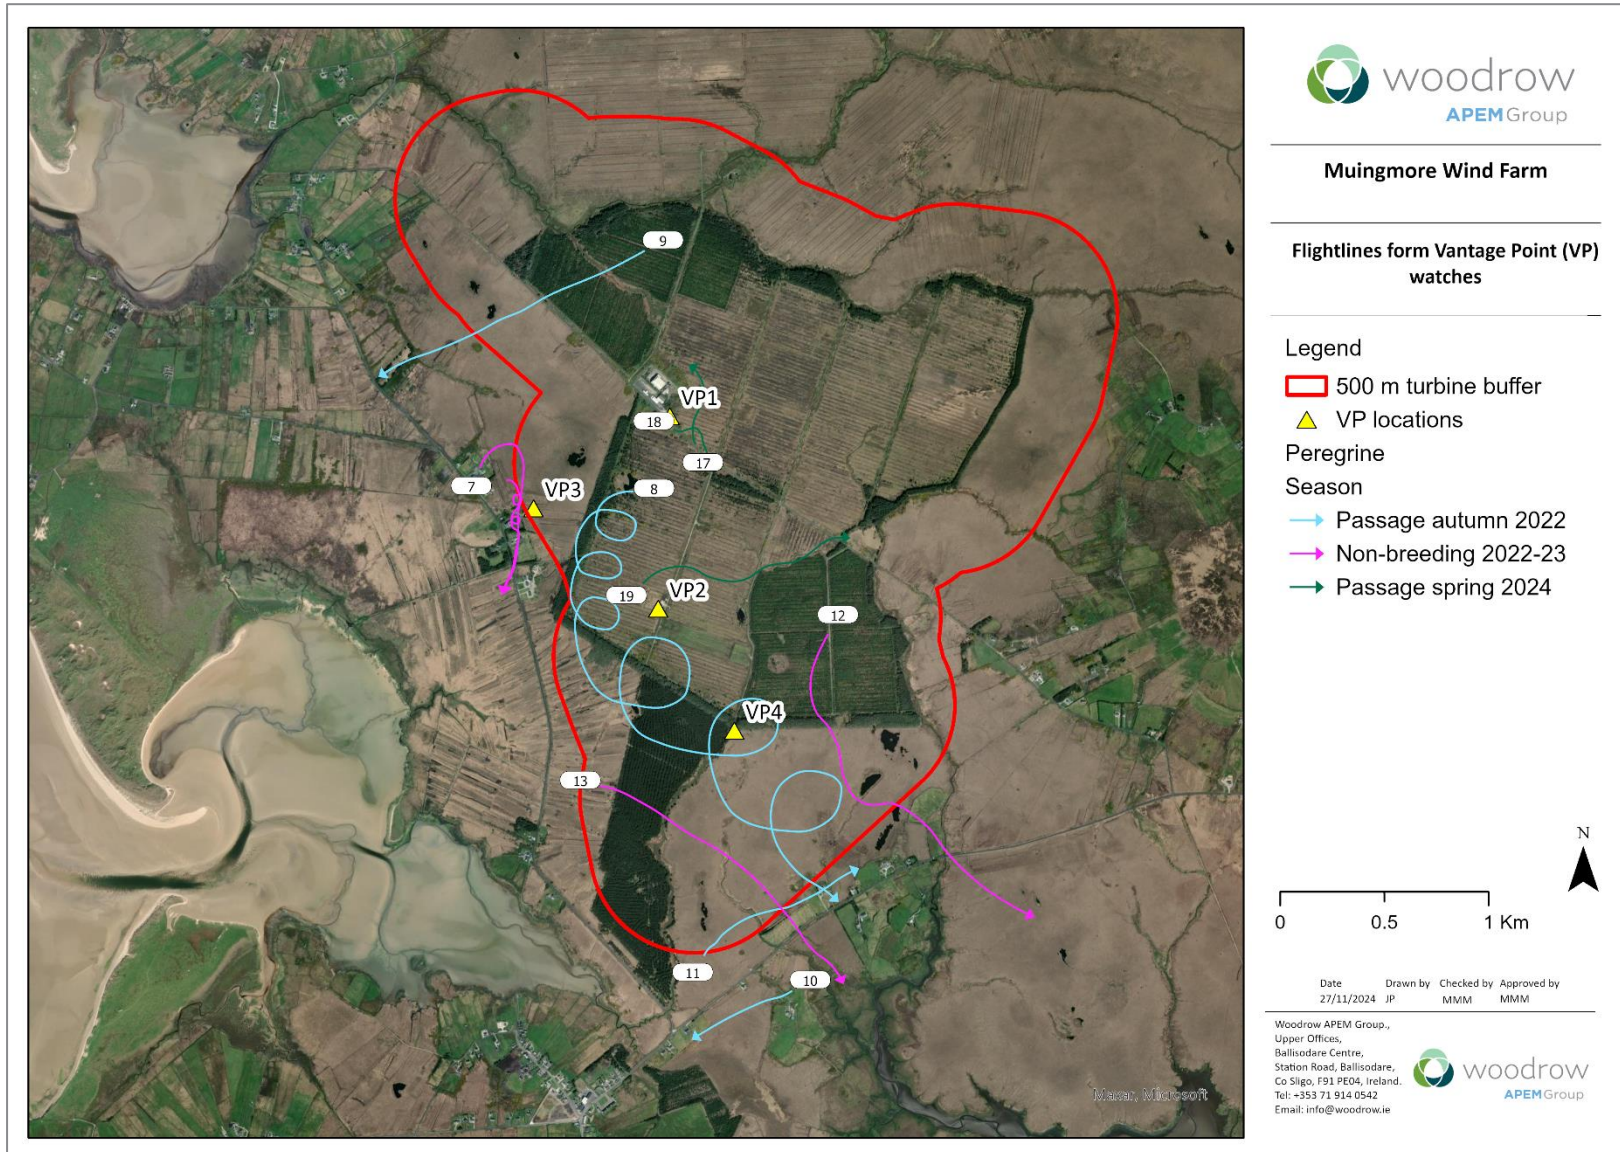 woodrow
APEM Group
Muingmore Wind Farm
Flightlines form Vantage Point (VP)
watches
Legend
500 m turbine buffer
VP locations
Peregrine
Season
Passage autumn 2022
Non-breeding 2022-23
Passage spring 2024
N
0 0.5 1 Km
Date Drawn by Checked by Approved by
27/11/2024 JP MMM MMM
Woodrow APEM Group.,
Upper Offices,
Ballisodare Centre,
Station Road, Ballisodare,
Co Sligo, F91 PE04, Ireland.
Tel: +353 71 914 0542
Email: info@woodrow.ie
woodrow
APEM Group
9
VP1
18
17
7
8
VP3
19
VP2
12
VP4
13
11
10
Maxar, Microsoft